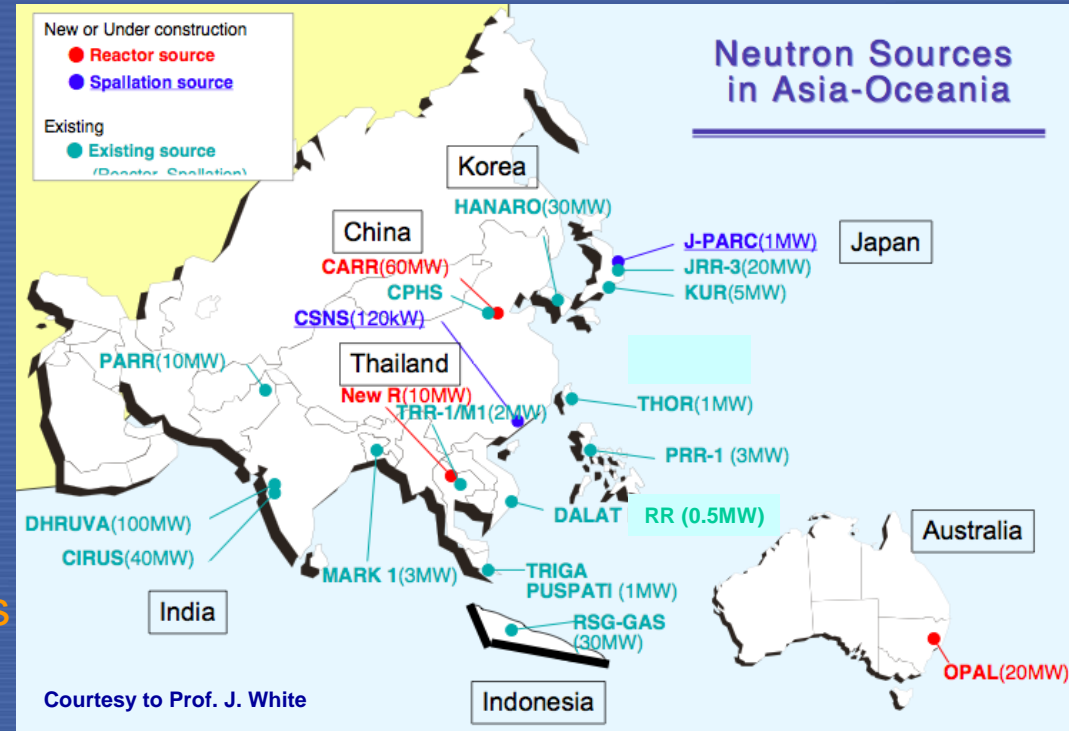 New or Under construction
Reactor source
Spallation source
Existing
Existing source
(Reactor, Spallation)
Neutron Sources
in Asia-Oceania
Korea
HANARO(30MW)
China
CARR(60MW)
CPHS
CSNS(120kW)
J-PARC(1MW)
JRR-3(20MW)
KUR(5MW)
Japan
PARR(10MW)
Thailand
New R(10MW)
TRR-1/M1(2MW)
THOR(1MW)
PRR-1 (3MW)
DALAT RR (0.5MW)
DHRUVA(100MW)
CIRUS(40MW)
India
MARK 1(3MW)
TRIGA
PUSPATI (1MW)
RSG-GAS
(30MW)
Indonesia
Australia
OPAL(20MW)
Courtesy to Prof. J. White
s